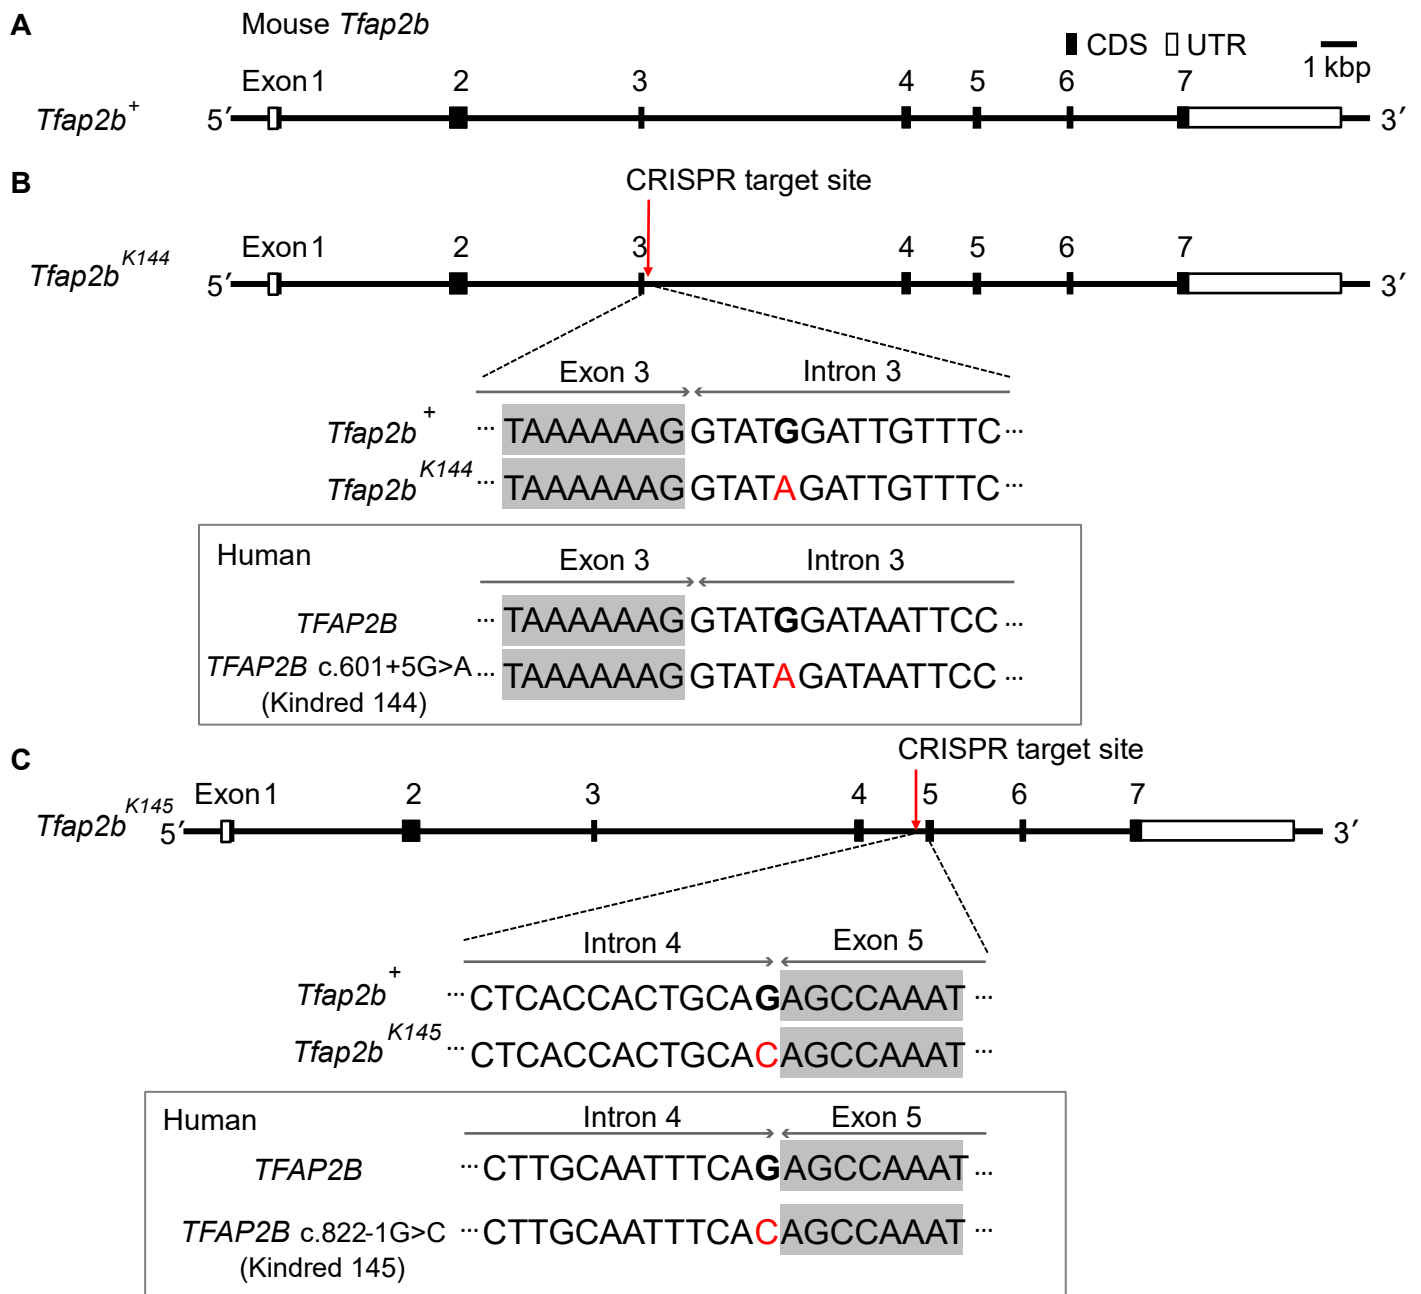 A
Mouse Tfap2b
CDS UTR
1 kbp
Exon 1 2 3 4 5 6 7
Tfap2b+ 5′ 3′
B
CRISPR target site
Exon 1 2 3 4 5 6 7
Tfap2bK144 5′ 3′
Exon 3 Intron 3
Tfap2b+ ... TAAAAAAG GTATGGATTGTTTC ...
Tfap2bK144 ... TAAAAAAG GTATAGATTGTTTC ...
Human
Exon 3 Intron 3
TFAP2B ... TAAAAAAG GTATGGATAATTCC ...
TFAP2B c.601+5G>A ... TAAAAAAG GTATAGATAATTCC ...
(Kindred 144)
C
CRISPR target site
Exon 1 2 3 4 5 6 7
Tfap2bK145 5′ 3′
Intron 4 Exon 5
Tfap2b+ ... CTCACCACTGCAGAGCCAAAT ...
Tfap2bK145 ... CTCACCACTGCACAGCCAAAT ...
Human
Intron 4 Exon 5
TFAP2B ... CTTGCAATTTCAGAGCCAAAT ...
TFAP2B c.822-1G>C ... CTTGCAATTTCACAGCCAAAT ...
(Kindred 145)